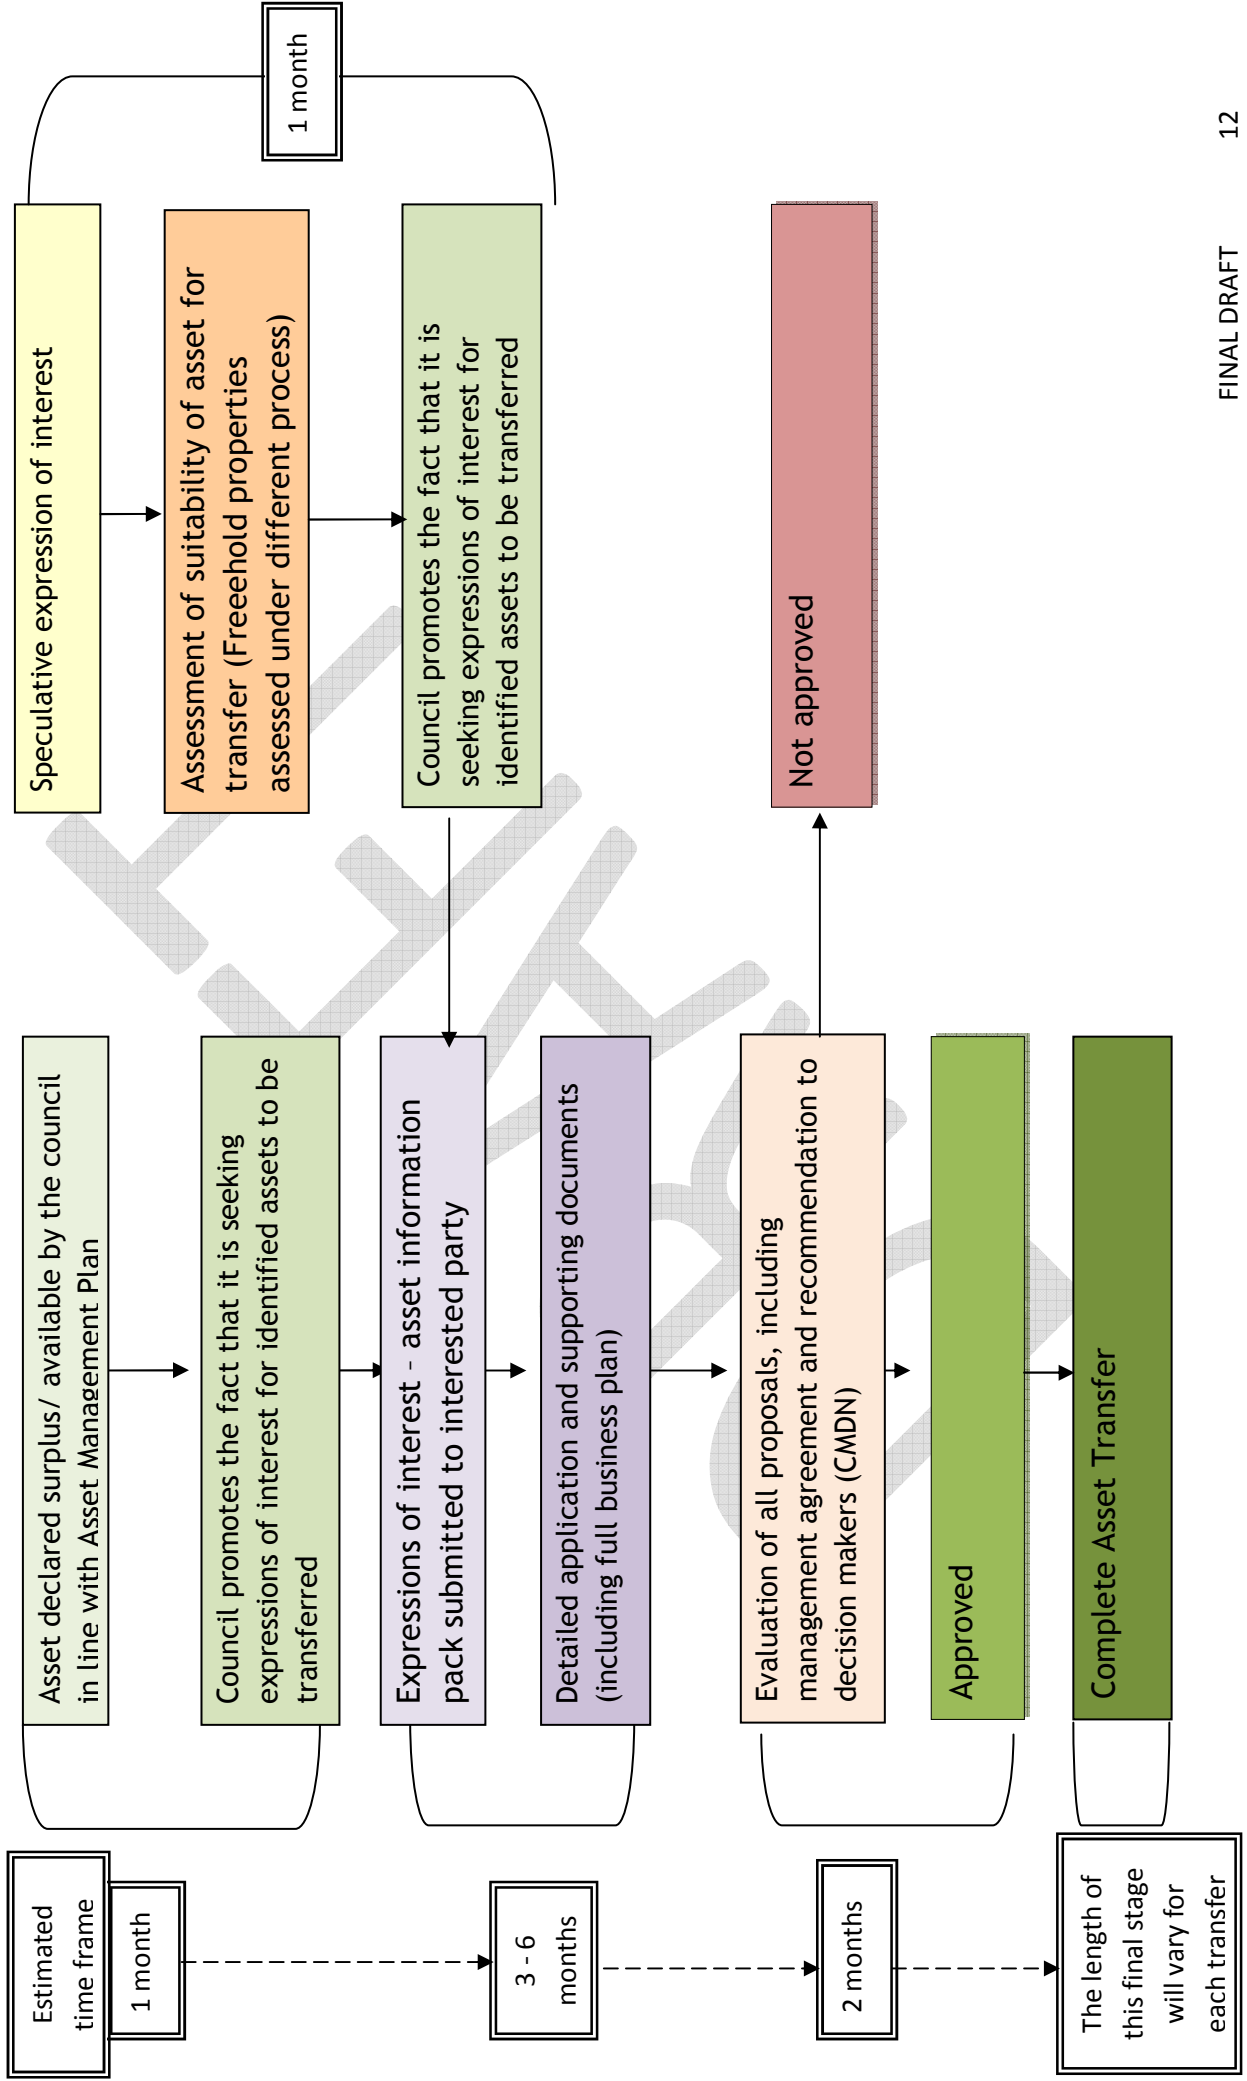 Estimated
time frame
1 month
3 - 6
months
2 months
The length of
this final stage
will vary for
each transfer
Asset declared surplus/ available by the council
in line with Asset Management Plan
Council promotes the fact that it is seeking
expressions of interest for identified assets to be
transferred
Expressions of interest - asset information
pack submitted to interested party
Detailed application and supporting documents
(including full business plan)
Evaluation of all proposals, including
management agreement and recommendation to
decision makers (CMDN)
Approved
Complete Asset Transfer
Speculative expression of interest
Assessment of suitability of asset for
transfer (Freeehold properties
assessed under different process)
Council promotes the fact that it is
seeking expressions of interest for
identified assets to be transferred
Not approved
1 month
FINAL DRAFT 12